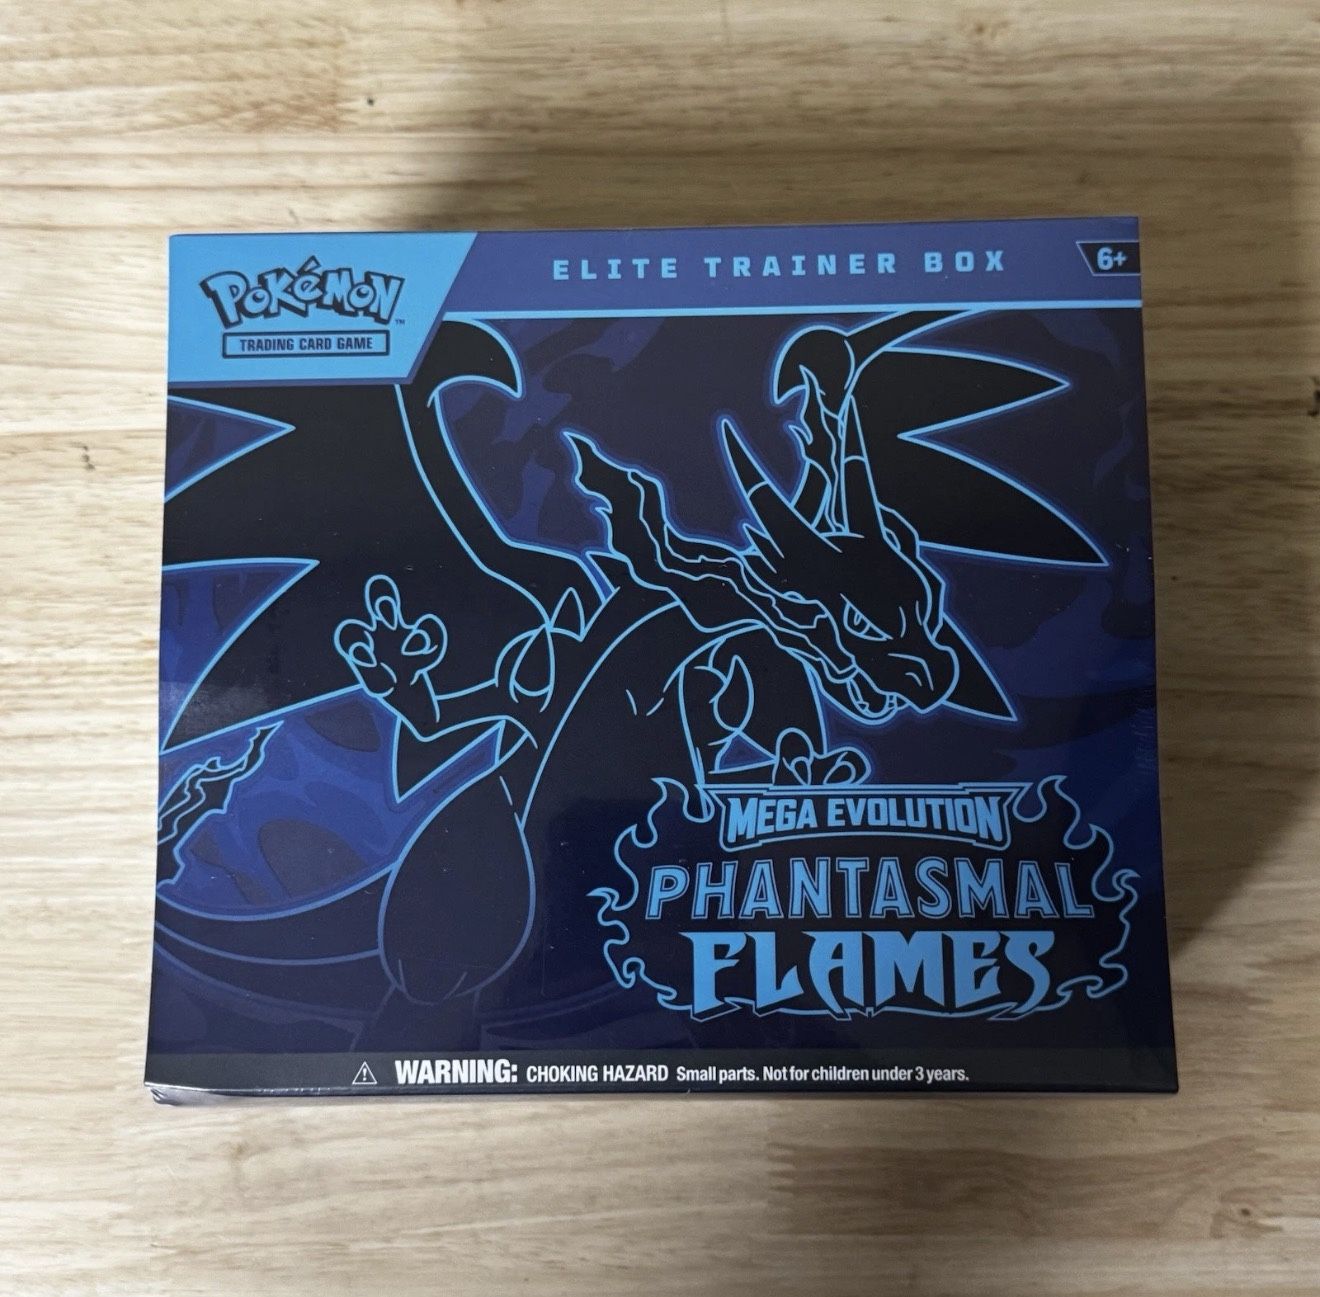 ELITE TRAINER BOX
6+
POKéMON
™
TRADING CARD GAME
MEGA EVOLUTION
PHANTASMAL
FLAMES
WARNING: CHOKING HAZARD Small parts. Not for children under 3 years.